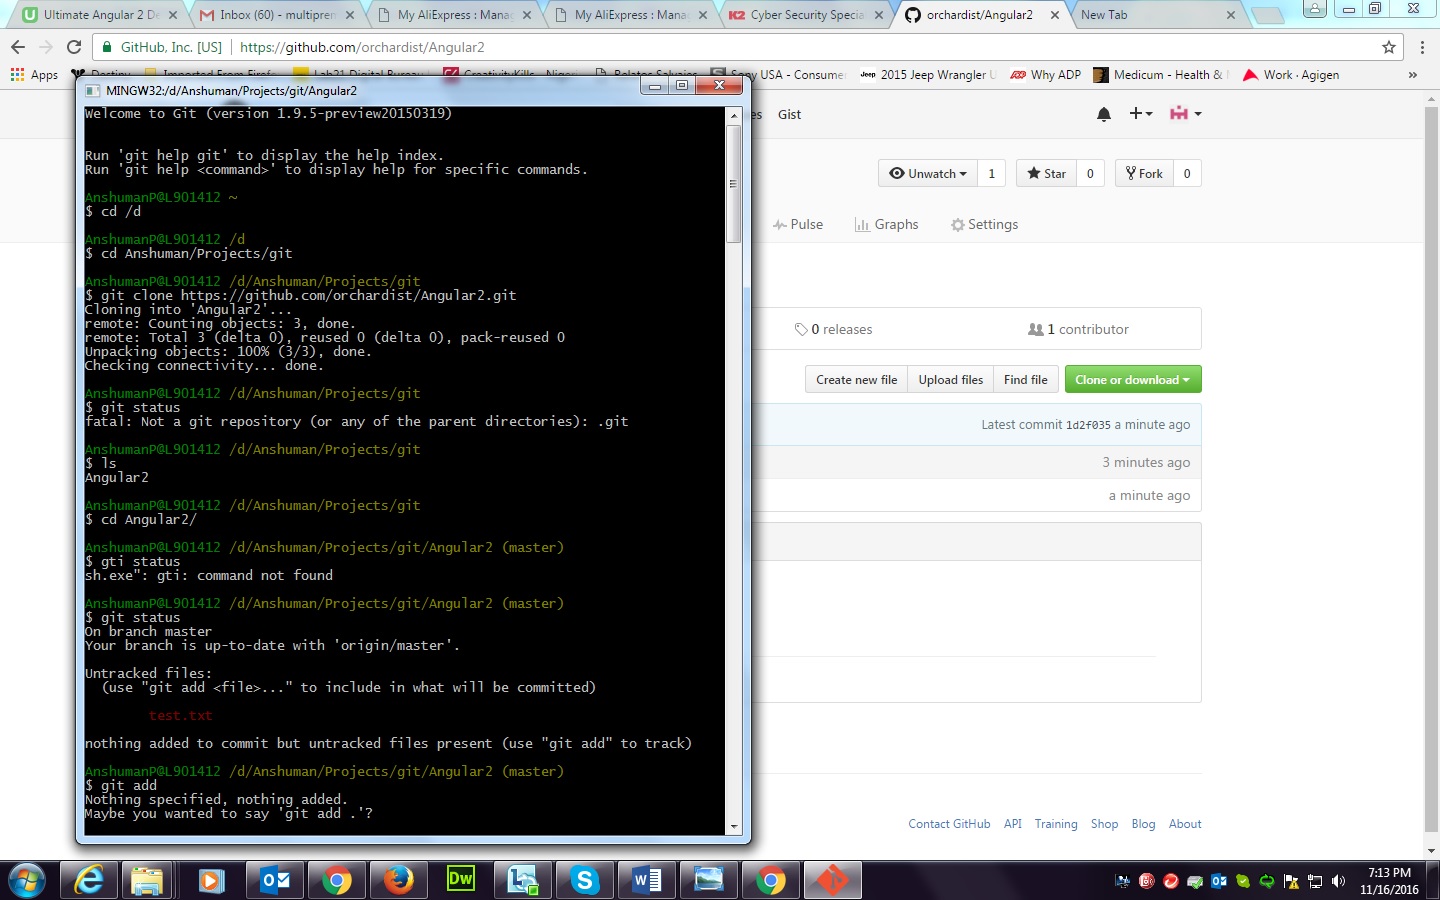 Ultimate Angular 2 De
Inbox (60) - multipren
My AliExpress : Manag
My AliExpress : Mana
K2 Cyber Security Specia
orchardist/Angular2
New Tab
GitHub, Inc. [US] https://github.com/orchardist/Angular2
Apps
Destiny
Imported From Firefo
Lab21 Digital Bureau
CreativityKills
Sony USA - Consumer
Jeep 2015 Jeep Wrangler U
ADP Why ADP
Medicum - Health &
Work · Agigen
»
MINGW32:/d/Anshuman/Projects/git/Angular2
Welcome to Git (version 1.9.5-preview20150319)
Run 'git help git' to display the help index.
Run 'git help <command>' to display help for specific commands.
AnshumanP@L901412 ~
$ cd /d
AnshumanP@L901412 /d
$ cd Anshuman/Projects/git
AnshumanP@L901412 /d/Anshuman/Projects/git
$ git clone https://github.com/orchardist/Angular2.git
Cloning into 'Angular2'...
remote: Counting objects: 3, done.
remote: Total 3 (delta 0), reused 0 (delta 0), pack-reused 0
Unpacking objects: 100% (3/3), done.
Checking connectivity... done.
AnshumanP@L901412 /d/Anshuman/Projects/git
$ git status
fatal: Not a git repository (or any of the parent directories): .git
AnshumanP@L901412 /d/Anshuman/Projects/git
$ ls
Angular2
AnshumanP@L901412 /d/Anshuman/Projects/git
$ cd Angular2/
AnshumanP@L901412 /d/Anshuman/Projects/git/Angular2 (master)
$ gti status
sh.exe": gti: command not found
AnshumanP@L901412 /d/Anshuman/Projects/git/Angular2 (master)
$ git status
On branch master
Your branch is up-to-date with 'origin/master'.
Untracked files:
(use "git add <file>..." to include in what will be committed)
test.txt
nothing added to commit but untracked files present (use "git add" to track)
AnshumanP@L901412 /d/Anshuman/Projects/git/Angular2 (master)
$ git add
Nothing specified, nothing added.
Maybe you wanted to say 'git add .'?
es Gist
Unwatch 1 Star 0 Fork 0
Pulse Graphs Settings
0 releases 1 contributor
Create new file Upload files Find file Clone or download
Latest commit 1d2f035 a minute ago
3 minutes ago
a minute ago
Contact GitHub API Training Shop Blog About
Dw
7:13 PM
11/16/2016